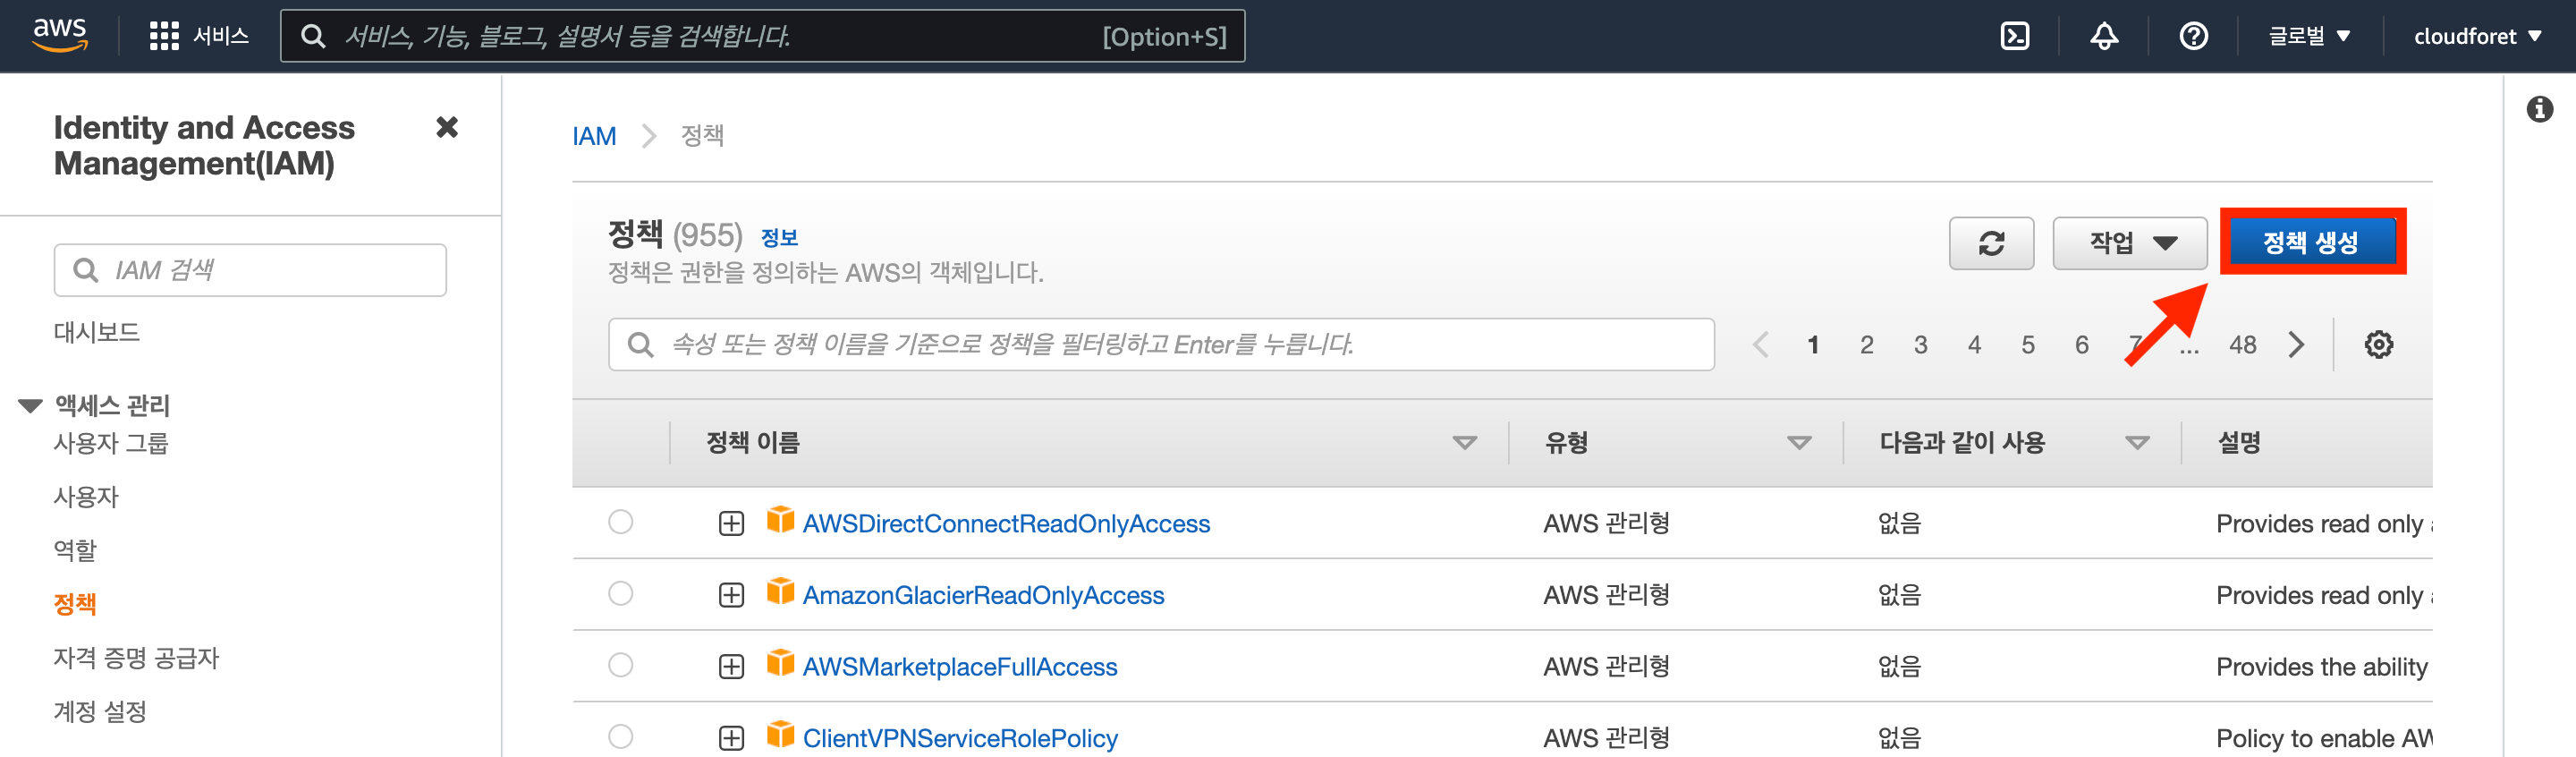 aws
서비스
서비스, 기능, 블로그, 설명서 등을 검색합니다.
[Option+S]
글로벌
cloudforet
Identity and Access
Management(IAM)
IAM 검색
대시보드
액세스 관리
사용자 그룹
사용자
역할
정책
자격 증명 공급자
계정 설정
IAM
정책
정책 (955) 정보
정책은 권한을 정의하는 AWS의 객체입니다.
작업
정책 생성
속성 또는 정책 이름을 기준으로 정책을 필터링하고 Enter를 누릅니다.
1 2 3 4 5 6 7 ... 48
정책 이름 유형 다음과 같이 사용 설명
AWSDirectConnectReadOnlyAccess AWS 관리형 없음 Provides read only
AmazonGlacierReadOnlyAccess AWS 관리형 없음 Provides read only
AWSMarketplaceFullAccess AWS 관리형 없음 Provides the ability
ClientVPNServiceRolePolicy AWS 관리형 없음 Policy to enable